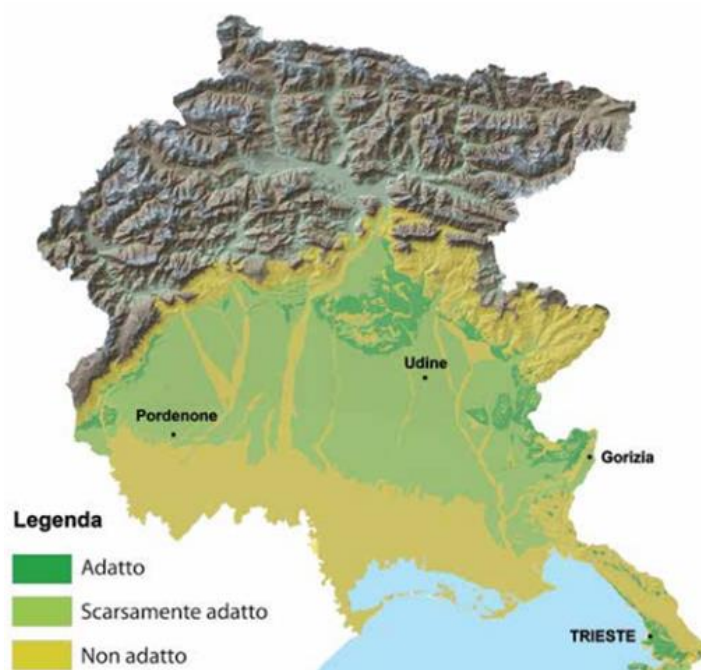 Udine
Pordenone
Gorizia
Legenda
Adatto
Scarsamente adatto
TRIESTE
Non adatto